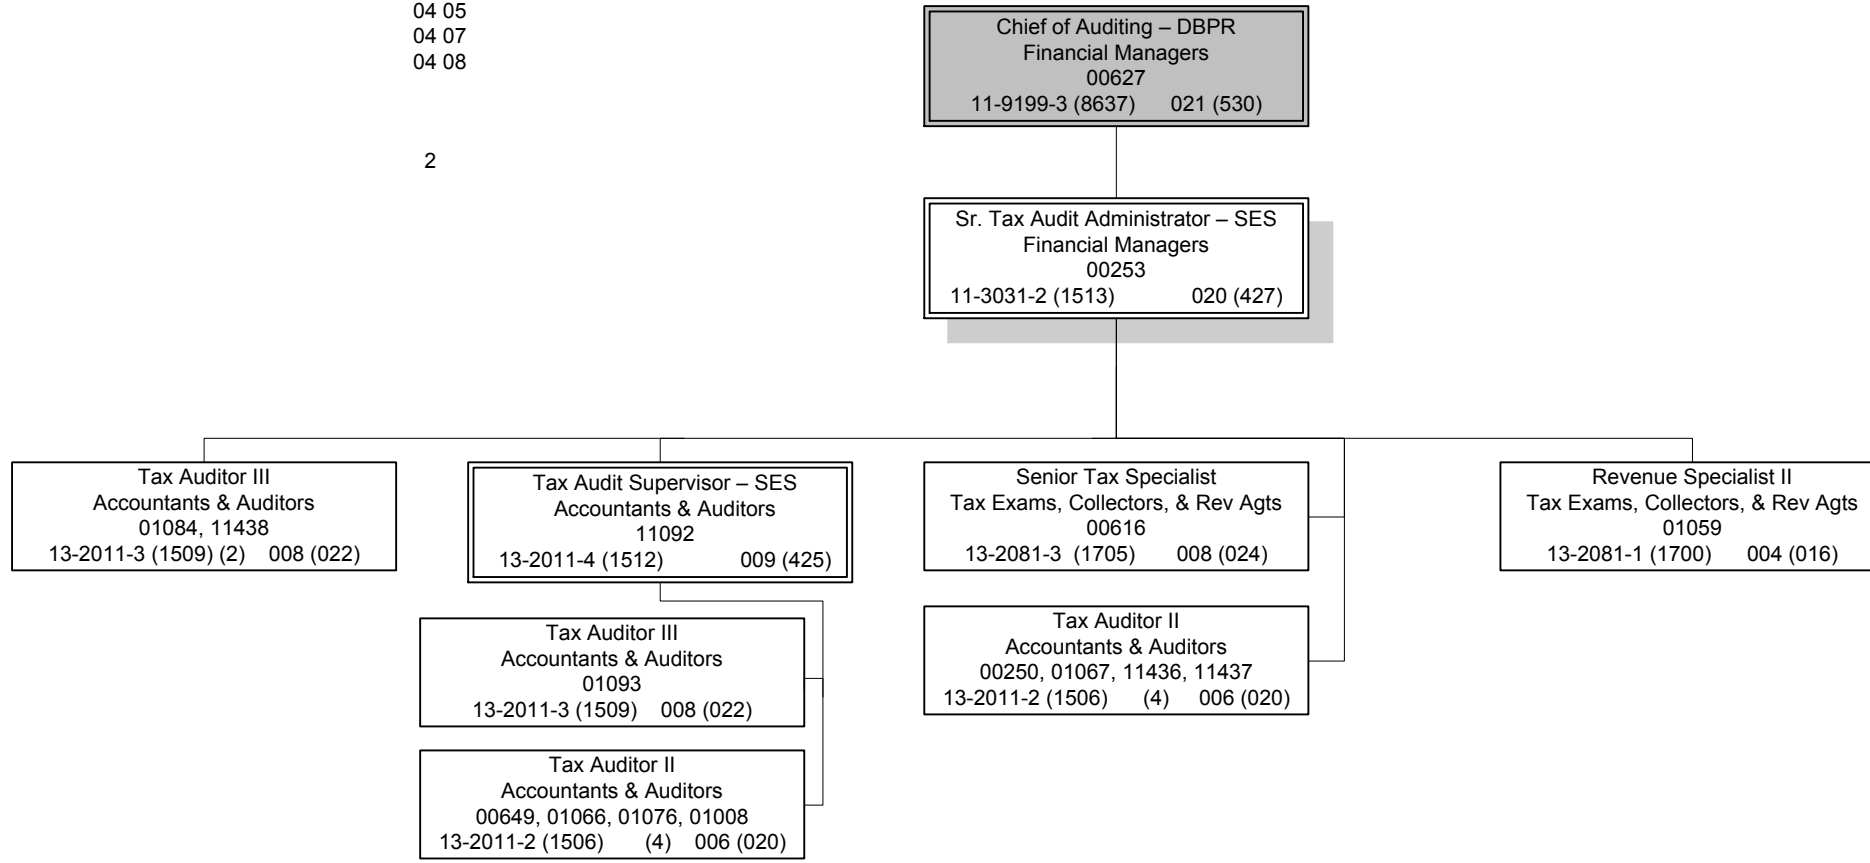 04 05
04 07
04 08
2
Chief of Auditing – DBPR
Financial Managers
00627
11-9199-3 (8637) 021 (530)
Sr. Tax Audit Administrator – SES
Financial Managers
00253
11-3031-2 (1513) 020 (427)
Tax Auditor III
Accountants & Auditors
01084, 11438
13-2011-3 (1509) (2) 008 (022)
Tax Audit Supervisor – SES
Accountants & Auditors
11092
13-2011-4 (1512) 009 (425)
Tax Auditor III
Accountants & Auditors
01093
13-2011-3 (1509) 008 (022)
Tax Auditor II
Accountants & Auditors
00649, 01066, 01076, 01008
13-2011-2 (1506) (4) 006 (020)
Senior Tax Specialist
Tax Exams, Collectors, & Rev Agts
00616
13-2081-3 (1705) 008 (024)
Tax Auditor II
Accountants & Auditors
00250, 01067, 11436, 11437
13-2011-2 (1506) (4) 006 (020)
Revenue Specialist II
Tax Exams, Collectors, & Rev Agts
01059
13-2081-1 (1700) 004 (016)